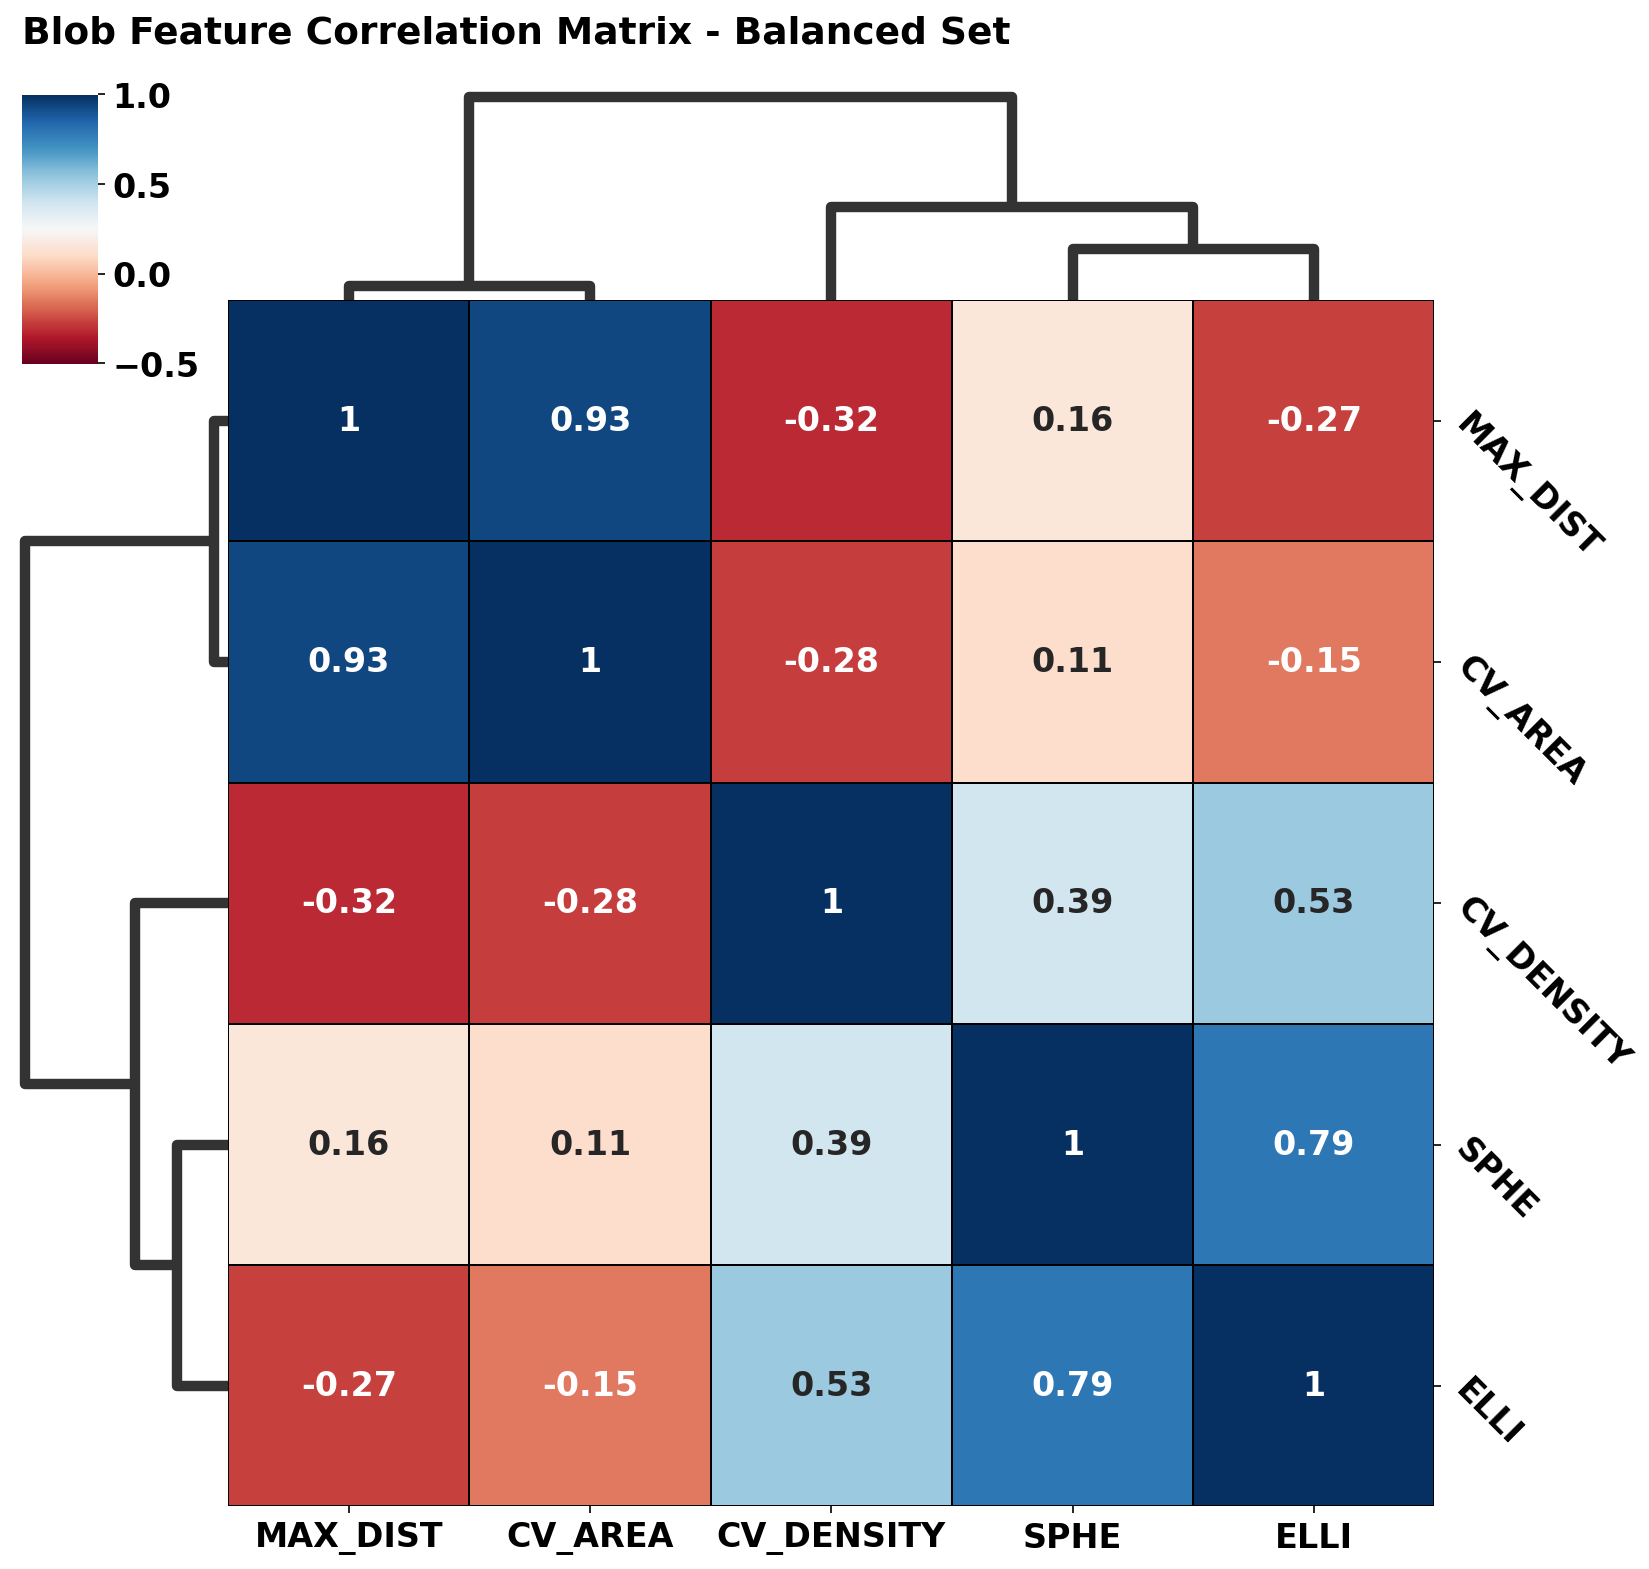 Blob Feature Correlation Matrix - Balanced Set
1.0
0.5
0.0
−0.5
1 0.93 -0.32 0.16 -0.27 MAX_DIST
0.93 1 -0.28 0.11 -0.15 CV_AREA
-0.32 -0.28 1 0.39 0.53 CV_DENSITY
0.16 0.11 0.39 1 0.79 SPHE
-0.27 -0.15 0.53 0.79 1 ELLI
MAX_DIST CV_AREA CV_DENSITY SPHE ELLI